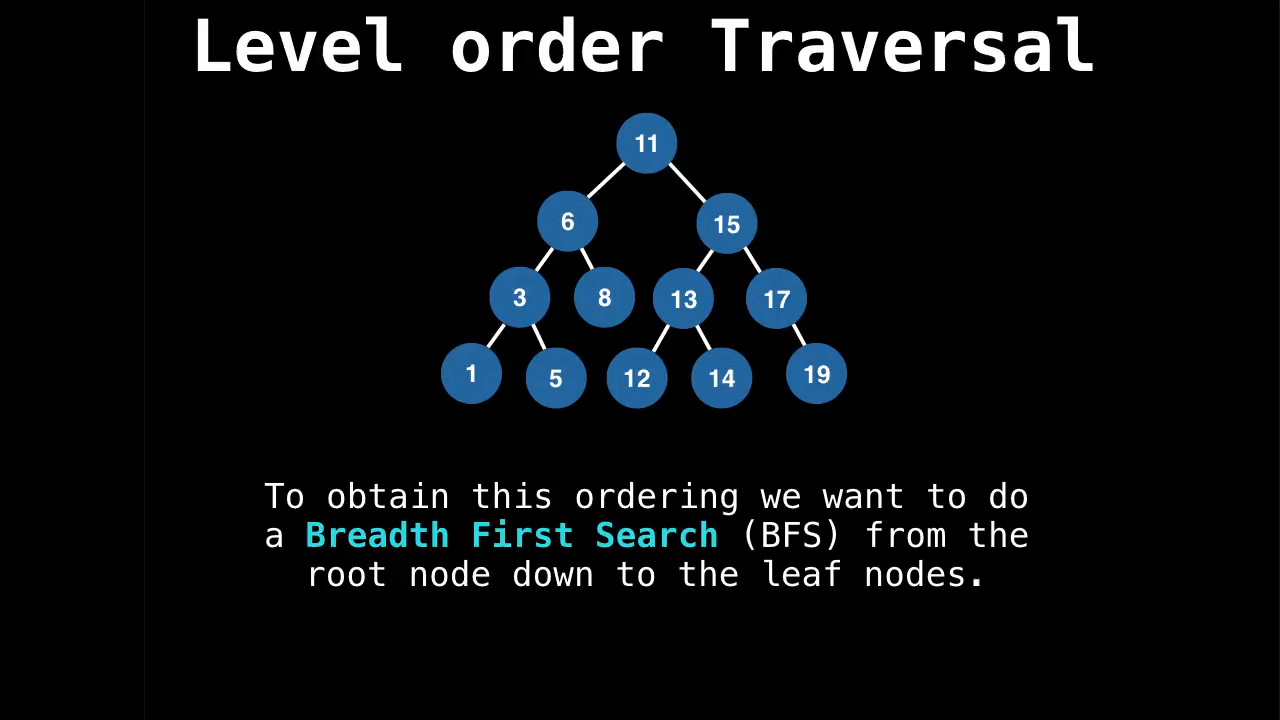 Level order Traversal
11
6 15
3 8 13 17
1 5 12 14 19
To obtain this ordering we want to do
a Breadth First Search (BFS) from the
root node down to the leaf nodes.